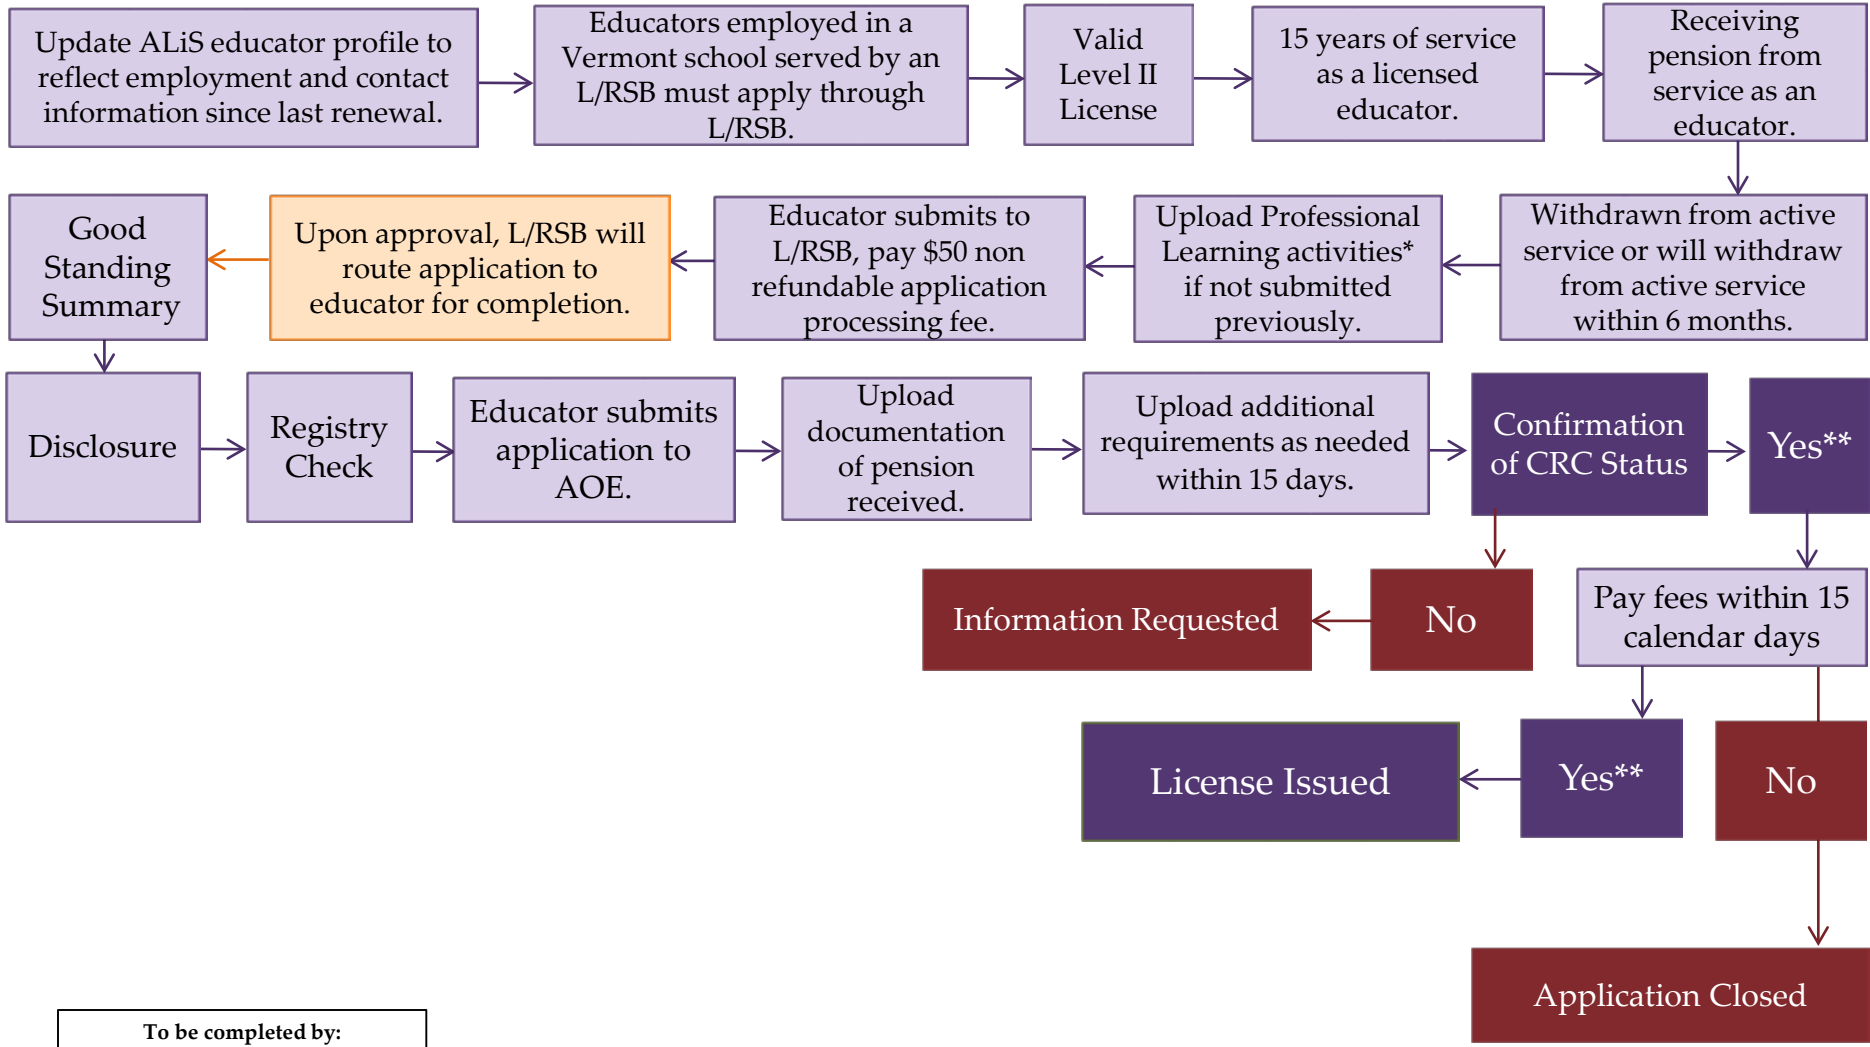 Update ALiS educator profile to
reflect employment and contact
information since last renewal.
Educators employed in a
Vermont school served by an
L/RSB must apply through
L/RSB.
Valid
Level II
License
15 years of service
as a licensed
educator.
Receiving
pension from
service as an
educator.
Withdrawn from active
service or will withdraw
from active service
within 6 months.
Upload Professional
Learning activities*
if not submitted
previously.
Educator submits to
L/RSB, pay $50 non
refundable application
processing fee.
Upon approval, L/RSB will
route application to
educator for completion.
Good
Standing
Summary
Disclosure
Registry
Check
Educator submits
application to
AOE.
Upload
documentation
of pension
received.
Upload additional
requirements as needed
within 15 days.
Confirmation
of CRC Status
Yes**
No
Information Requested
Pay fees within 15
calendar days
Yes**
License Issued
No
Application Closed
To be completed by: